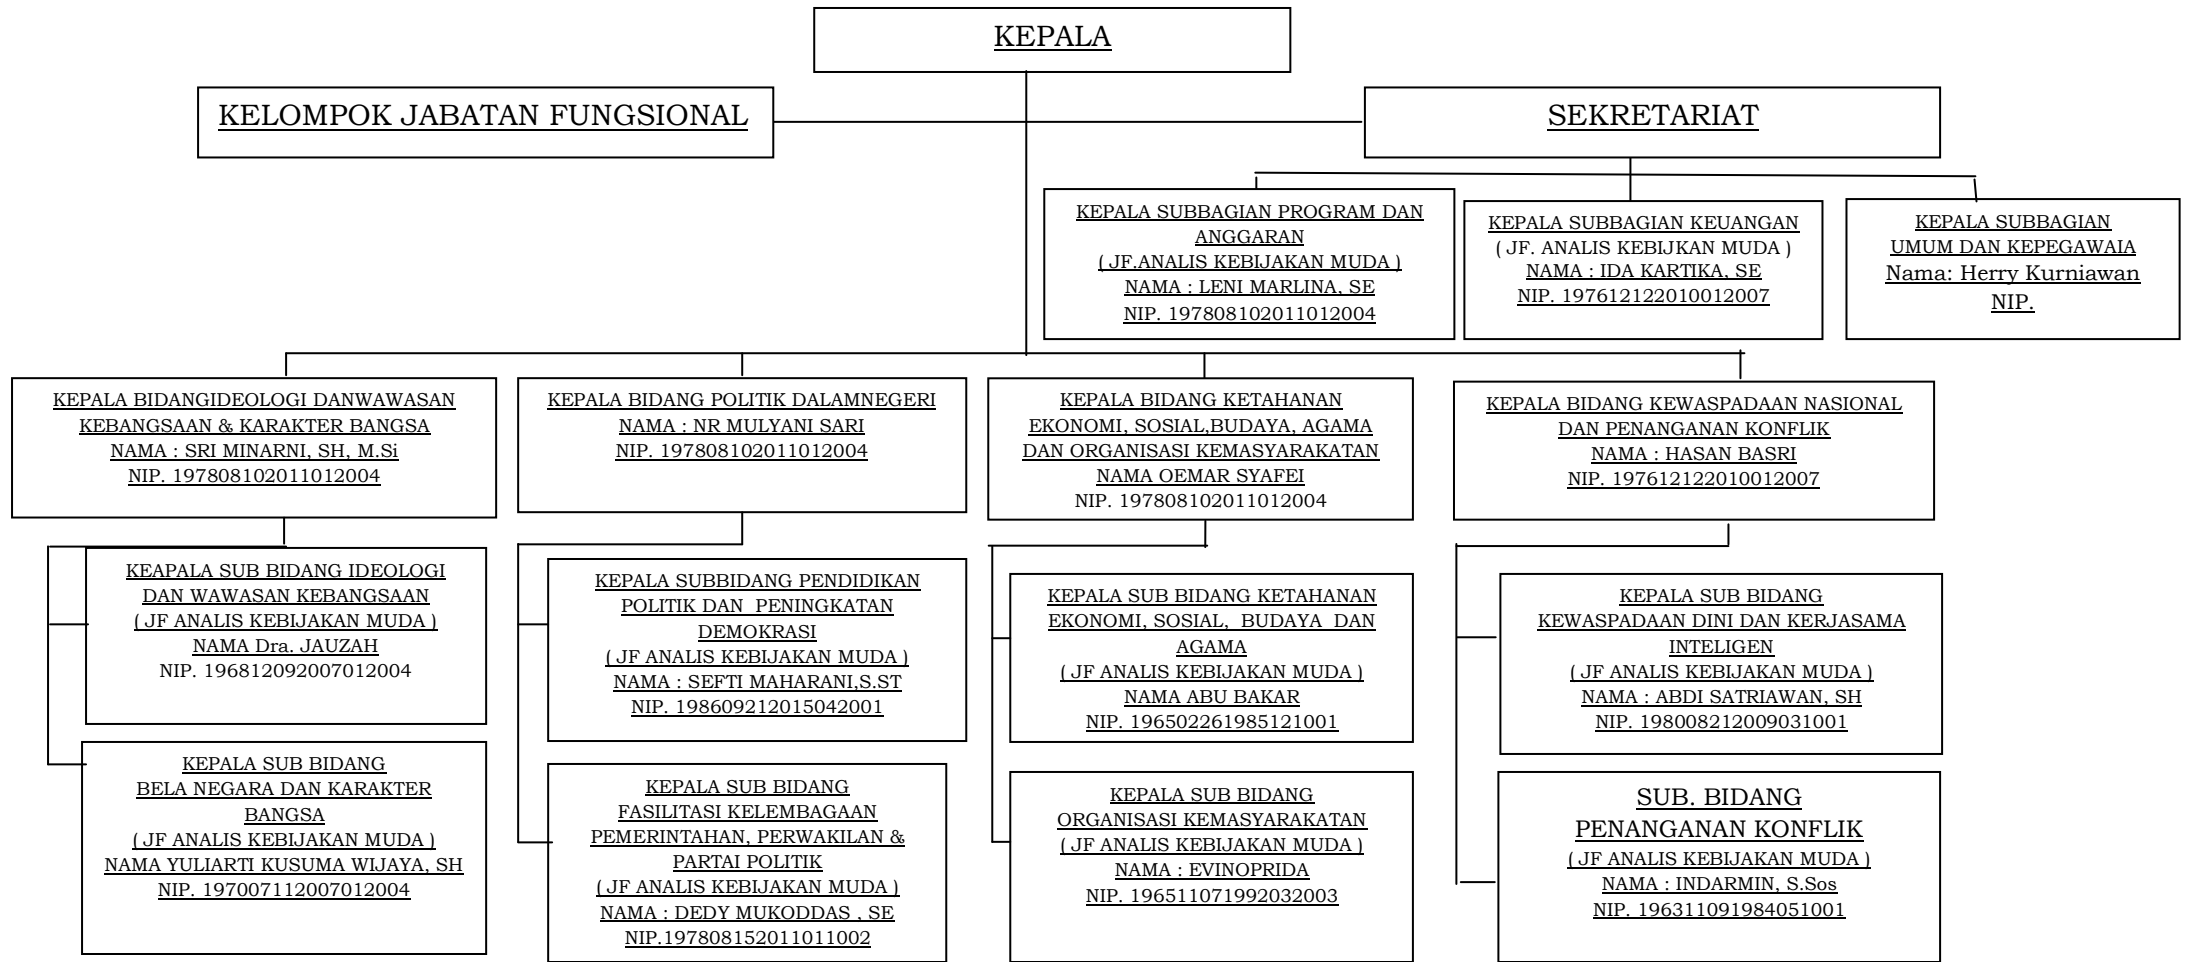 KEPALA
KELOMPOK JABATAN FUNGSIONAL
SEKRETARIAT
KEPALA SUBBAGIAN PROGRAM DAN
ANGGARAN
( JF.ANALIS KEBIJAKAN MUDA )
NAMA : LENI MARLINA, SE
NIP. 197808102011012004
KEPALA SUBBAGIAN KEUANGAN
( JF. ANALIS KEBIJKAN MUDA )
NAMA : IDA KARTIKA, SE
NIP. 197612122010012007
KEPALA SUBBAGIAN
UMUM DAN KEPEGAWAIA
Nama: Herry Kurniawan
NIP.
KEPALA BIDANGIDEOLOGI DANWAWASAN
KEBANGSAAN & KARAKTER BANGSA
NAMA : SRI MINARNI, SH, M.Si
NIP. 197808102011012004
KEPALA BIDANG POLITIK DALAMNEGERI
NAMA : NR MULYANI SARI
NIP. 197808102011012004
KEPALA BIDANG KETAHANAN
EKONOMI, SOSIAL,BUDAYA, AGAMA
DAN ORGANISASI KEMASYARAKATAN
NAMA OEMAR SYAFEI
NIP. 197808102011012004
KEPALA BIDANG KEWASPADAAN NASIONAL
DAN PENANGANAN KONFLIK
NAMA : HASAN BASRI
NIP. 197612122010012007
KEAPALA SUB BIDANG IDEOLOGI
DAN WAWASAN KEBANGSAAN
( JF ANALIS KEBIJAKAN MUDA )
NAMA Dra. JAUZAH
NIP. 196812092007012004
KEPALA SUBBIDANG PENDIDIKAN
POLITIK DAN PENINGKATAN
DEMOKRASI
( JF ANALIS KEBIJAKAN MUDA )
NAMA : SEFTI MAHARANI,S.ST
NIP. 198609212015042001
KEPALA SUB BIDANG KETAHANAN
EKONOMI, SOSIAL, BUDAYA DAN
AGAMA
( JF ANALIS KEBIJAKAN MUDA )
NAMA ABU BAKAR
NIP. 196502261985121001
KEPALA SUB BIDANG
KEWASPADAAN DINI DAN KERJASAMA
INTELIGEN
( JF ANALIS KEBIJAKAN MUDA )
NAMA : ABDI SATRIAWAN, SH
NIP. 198008212009031001
KEPALA SUB BIDANG
BELA NEGARA DAN KARAKTER
BANGSA
( JF ANALIS KEBIJAKAN MUDA )
NAMA YULIARTI KUSUMA WIJAYA, SH
NIP. 197007112007012004
KEPALA SUB BIDANG
FASILITASI KELEMBAGAAN
PEMERINTAHAN, PERWAKILAN &
PARTAI POLITIK
( JF ANALIS KEBIJAKAN MUDA )
NAMA : DEDY MUKODDAS , SE
NIP.197808152011011002
KEPALA SUB BIDANG
ORGANISASI KEMASYARAKATAN
( JF ANALIS KEBIJAKAN MUDA )
NAMA : EVINOPRIDA
NIP. 196511071992032003
SUB. BIDANG
PENANGANAN KONFLIK
( JF ANALIS KEBIJAKAN MUDA )
NAMA : INDARMIN, S.Sos
NIP. 196311091984051001